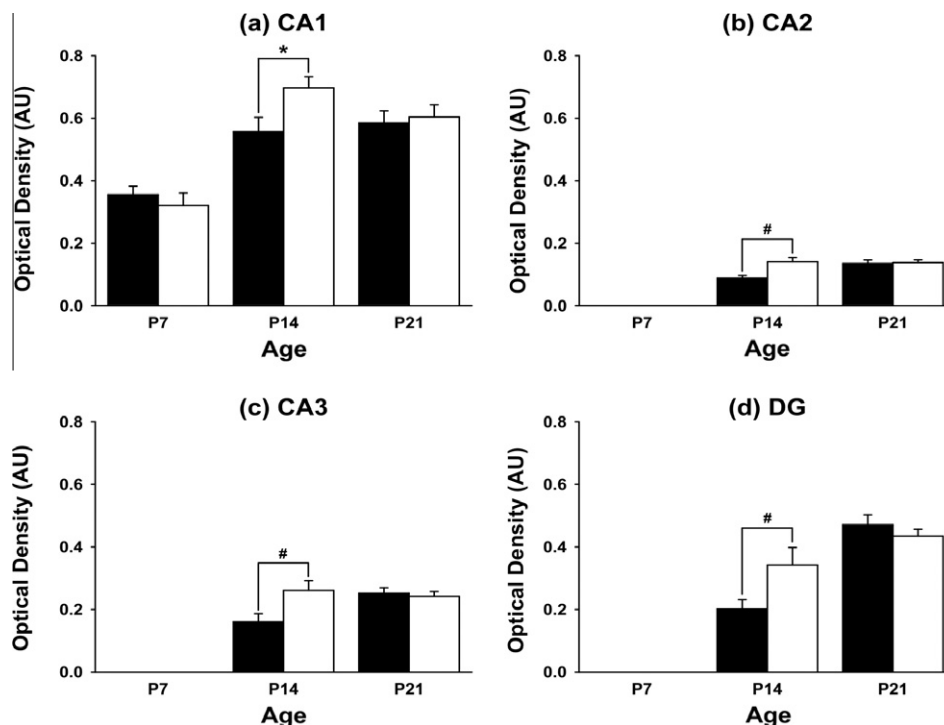 (a) CA1
Optical Density (AU)
0.8
0.6
0.4
0.2
0.0
*
P7 P14 P21
Age
(b) CA2
Optical Density (AU)
0.8
0.6
0.4
0.2
0.0
#
P7 P14 P21
Age
(c) CA3
Optical Density (AU)
0.8
0.6
0.4
0.2
0.0
#
P7 P14 P21
Age
(d) DG
Optical Density (AU)
0.8
0.6
0.4
0.2
0.0
#
P7 P14 P21
Age